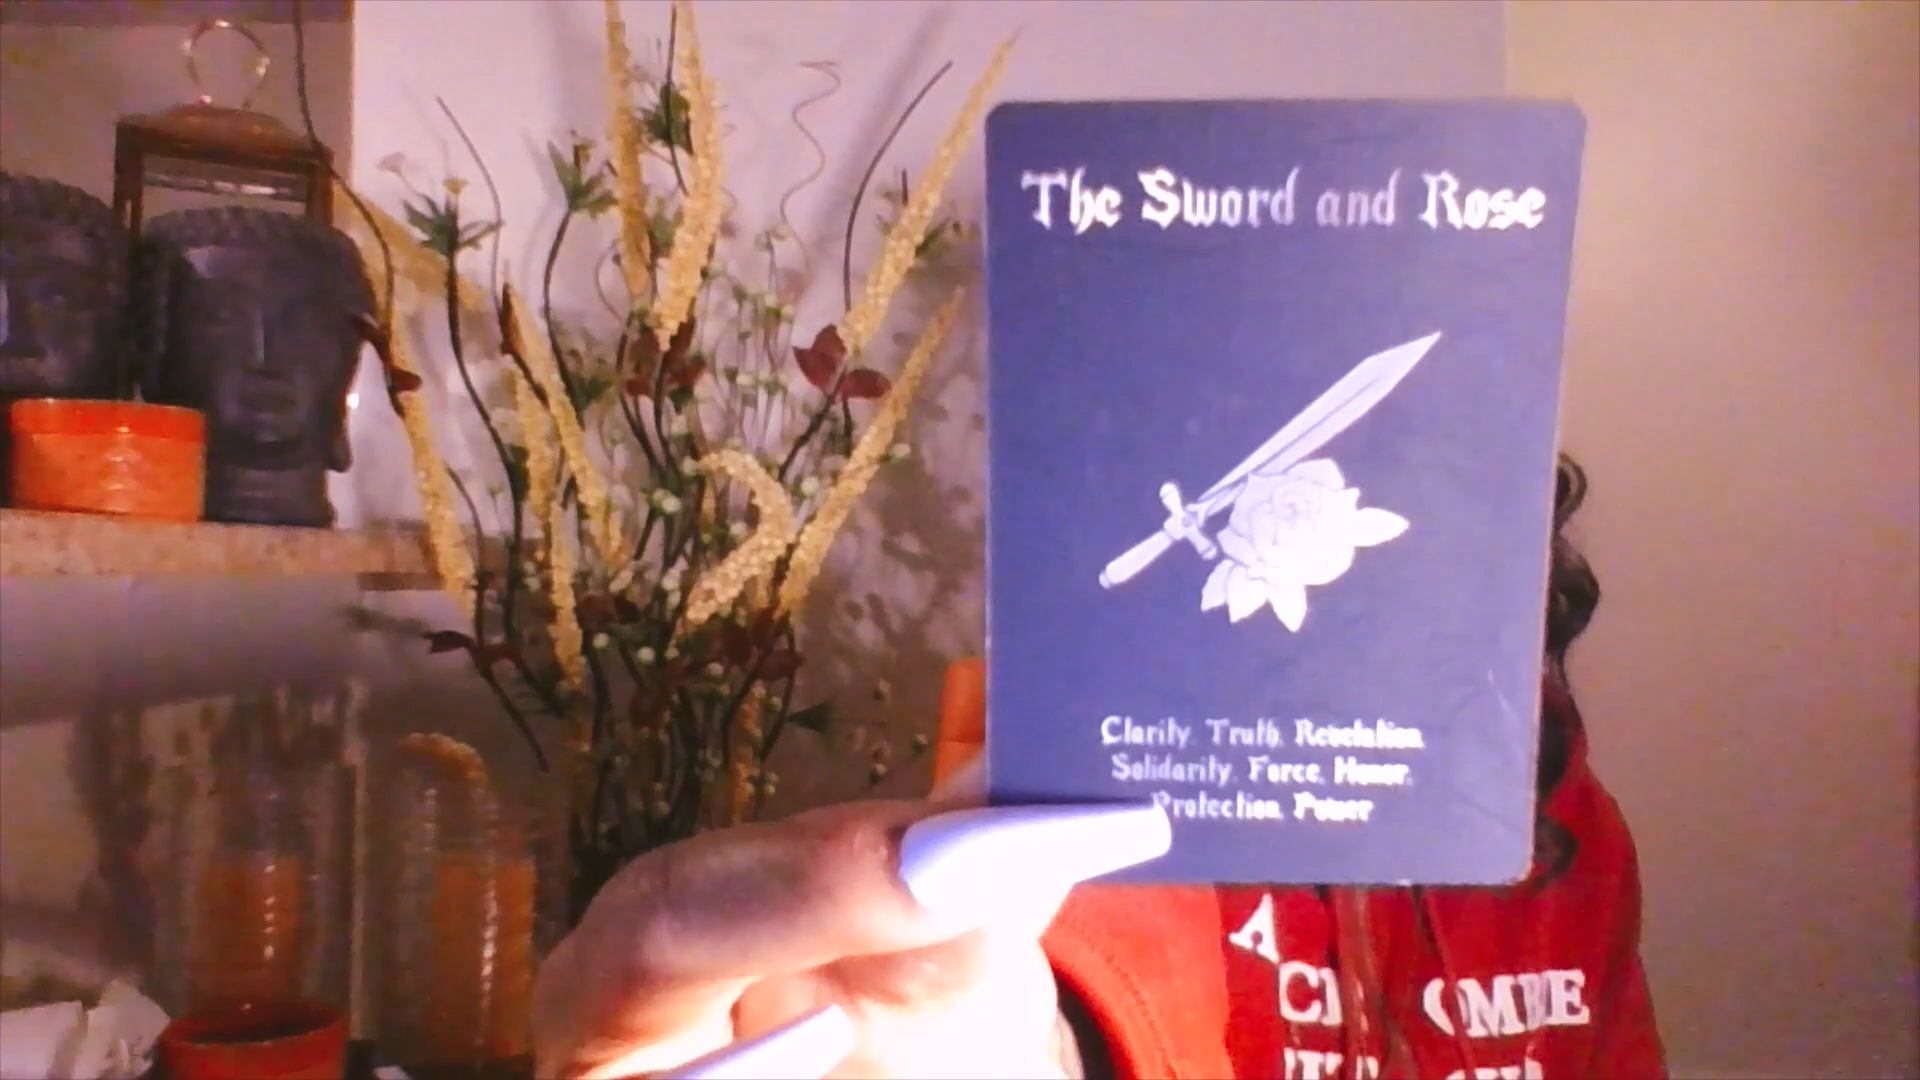 The Sword and Rose
Clarity. Truth. Revelation.
Solidarity. Force. Honor.
Protection. Power
A